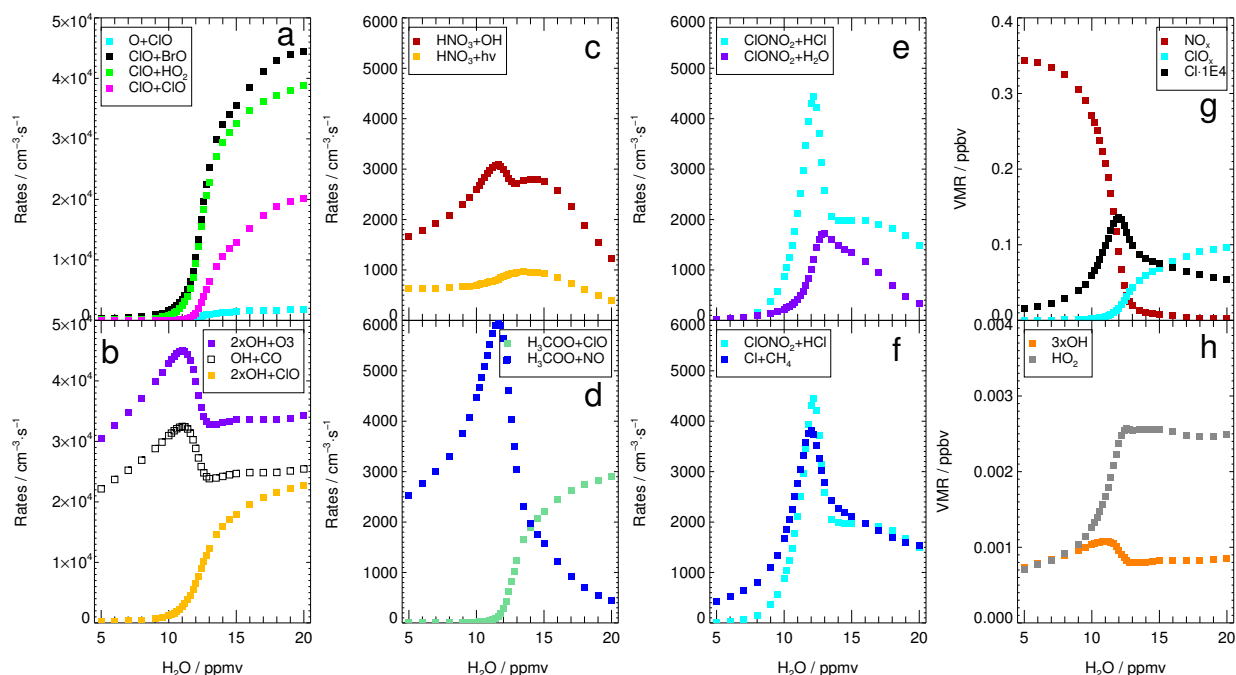 a
O+ClO
ClO+BrO
ClO+HO₂
ClO+ClO
5×10⁴
4×10⁴
3×10⁴
2×10⁴
1×10⁴
0
Rates / cm⁻³·s⁻¹
b
2xOH+O3
OH+CO
2xOH+ClO
5×10⁴
4×10⁴
3×10⁴
2×10⁴
1×10⁴
0
Rates / cm⁻³·s⁻¹
5 10 15 20
H₂O / ppmv
c
HNO₃+OH
HNO₃+hν
6000
5000
4000
3000
2000
1000
0
Rates / cm⁻³·s⁻¹
d
H₃COO+ClO
H₃COO+NO
6000
5000
4000
3000
2000
1000
0
Rates / cm⁻³·s⁻¹
5 10 15 20
H₂O / ppmv
e
ClONO₂+HCl
ClONO₂+H₂O
6000
5000
4000
3000
2000
1000
0
Rates / cm⁻³·s⁻¹
f
ClONO₂+HCl
Cl+CH₄
6000
5000
4000
3000
2000
1000
0
Rates / cm⁻³·s⁻¹
5 10 15 20
H₂O / ppmv
g
NOₓ
ClOₓ
Cl·1E4
0.4
0.3
0.2
0.1
0.0
VMR / ppbv
h
3xOH
HO₂
0.004
0.003
0.002
0.001
0.000
VMR / ppbv
5 10 15 20
H₂O / ppmv